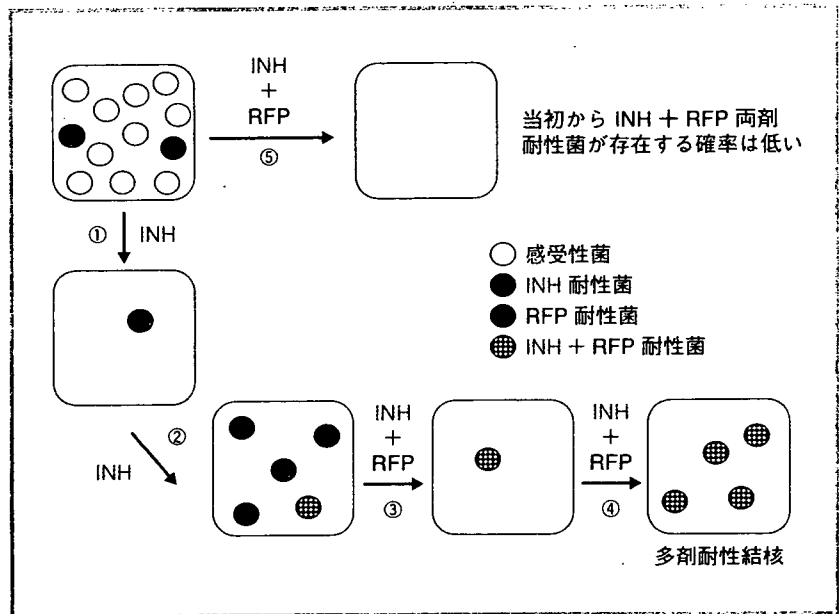 INH
+
RFP
⑤
当初から INH + RFP 両剤
耐性菌が存在する確率は低い
① INH
感受性菌
INH 耐性菌
RFP 耐性菌
INH + RFP 耐性菌
②
INH
INH
+
RFP
③
INH
+
RFP
④
多剤耐性結核